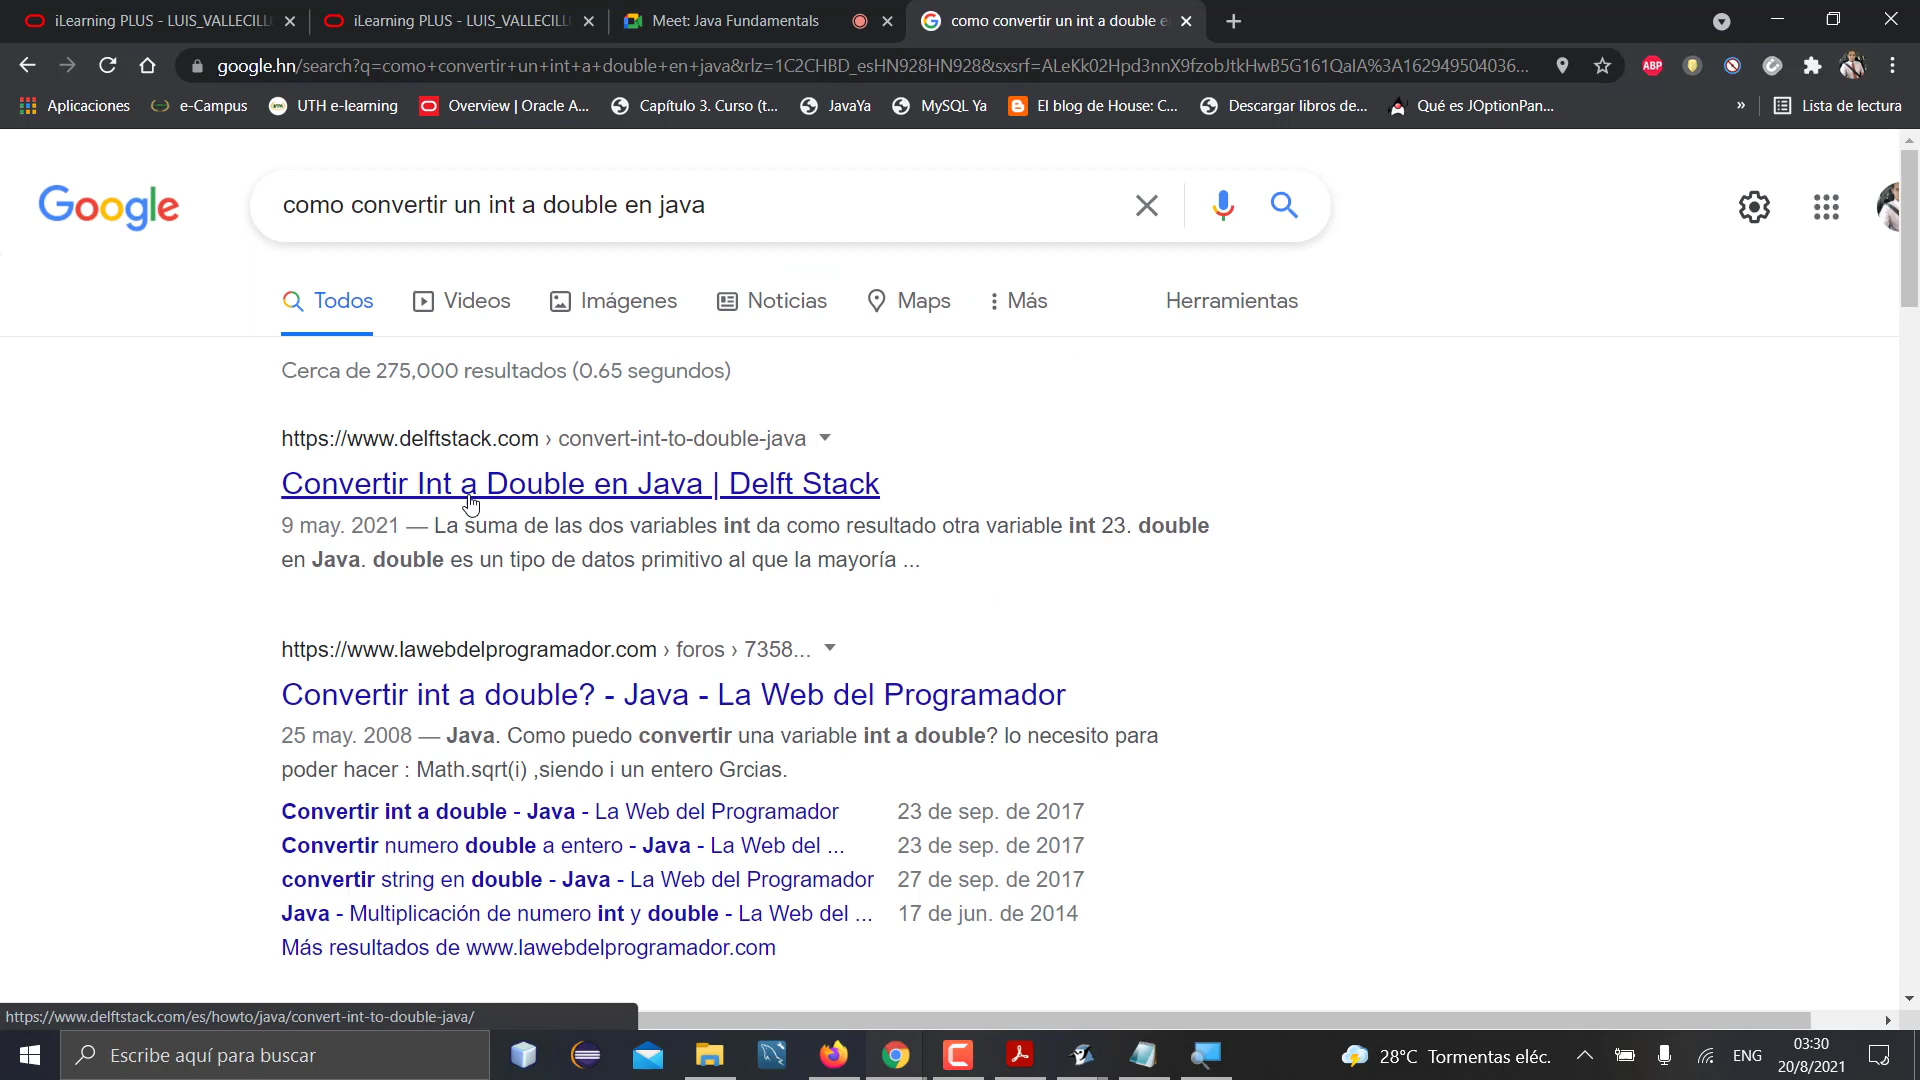 iLearning PLUS - LUIS_VALLECILL
iLearning PLUS - LUIS_VALLECILL
Meet: Java Fundamentals
como convertir un int a double e
google.hn/search?q=como+convertir+un+int+a+double+en+java&rlz=1C2CHBD_esHN928HN928&sxsrf=ALeKk02Hpd3nnX9fzobJtkHwB5G161QaIA%3A162949504036...
ABP
Aplicaciones
e-Campus
UTH e-learning
Overview | Oracle A...
Capítulo 3. Curso (t...
JavaYa
MySQL Ya
El blog de House: C...
Descargar libros de...
Qué es JOptionPan...
»
Lista de lectura
Google
como convertir un int a double en java
Todos
Videos
Imágenes
Noticias
Maps
Más
Herramientas
Cerca de 275,000 resultados (0.65 segundos)
https://www.delftstack.com › convert-int-to-double-java
Convertir Int a Double en Java | Delft Stack
9 may. 2021 — La suma de las dos variables int da como resultado otra variable int 23. double
en Java. double es un tipo de datos primitivo al que la mayoría ...
https://www.lawebdelprogramador.com › foros › 7358...
Convertir int a double? - Java - La Web del Programador
25 may. 2008 — Java. Como puedo convertir una variable int a double? lo necesito para
poder hacer : Math.sqrt(i) ,siendo i un entero Grcias.
Convertir int a double - Java - La Web del Programador 23 de sep. de 2017
Convertir numero double a entero - Java - La Web del ... 23 de sep. de 2017
convertir string en double - Java - La Web del Programador 27 de sep. de 2017
Java - Multiplicación de numero int y double - La Web del ... 17 de jun. de 2014
Más resultados de www.lawebdelprogramador.com
https://www.delftstack.com/es/howto/java/convert-int-to-double-java/
Escribe aquí para buscar
28°C Tormentas eléc.
ENG
03:30
20/8/2021